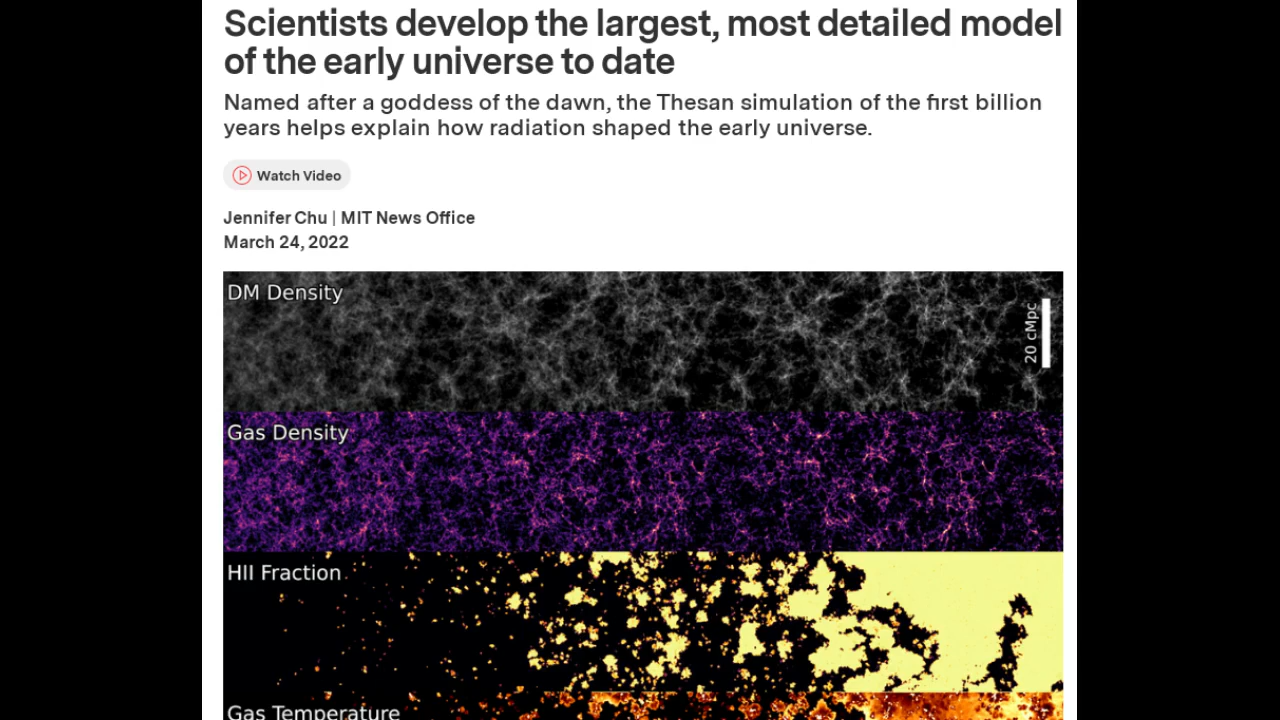 Scientists develop the largest, most detailed model
of the early universe to date
Named after a goddess of the dawn, the Thesan simulation of the first billion
years helps explain how radiation shaped the early universe.
Watch Video
Jennifer Chu | MIT News Office
March 24, 2022
DM Density
20 cMpc
Gas Density
HII Fraction
Gas Temperature